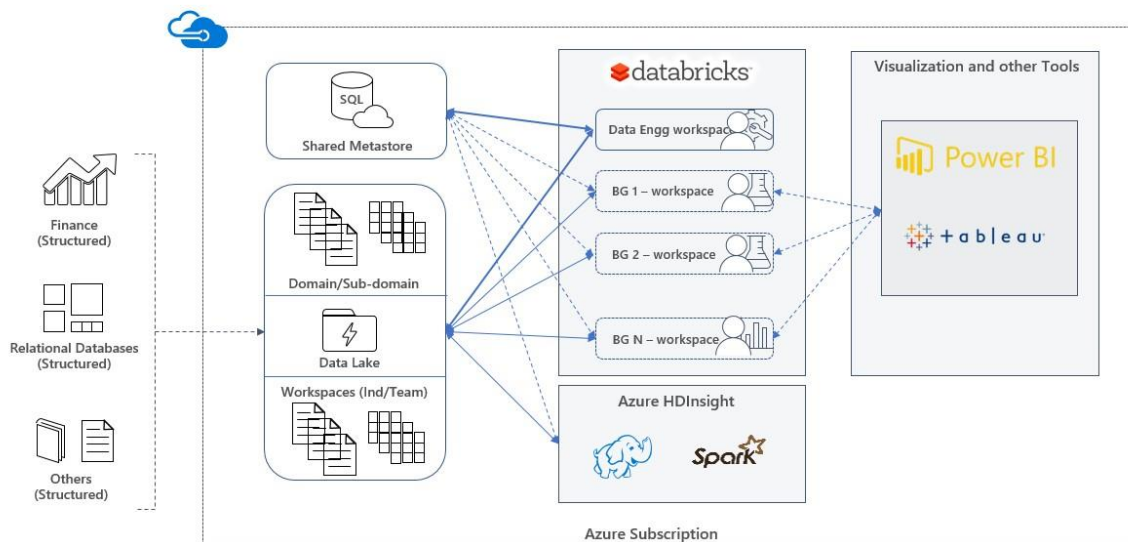 Finance
(Structured)
Relational Databases
(Structured)
Others
(Structured)
SQL
Shared Metastore
Domain/Sub-domain
Data Lake
Workspaces (Ind/Team)
databricks
Data Engg workspace
BG 1 – workspace
BG 2 – workspace
BG N – workspace
Azure HDInsight
Spark
Visualization and other Tools
Power BI
+ableau
Azure Subscription